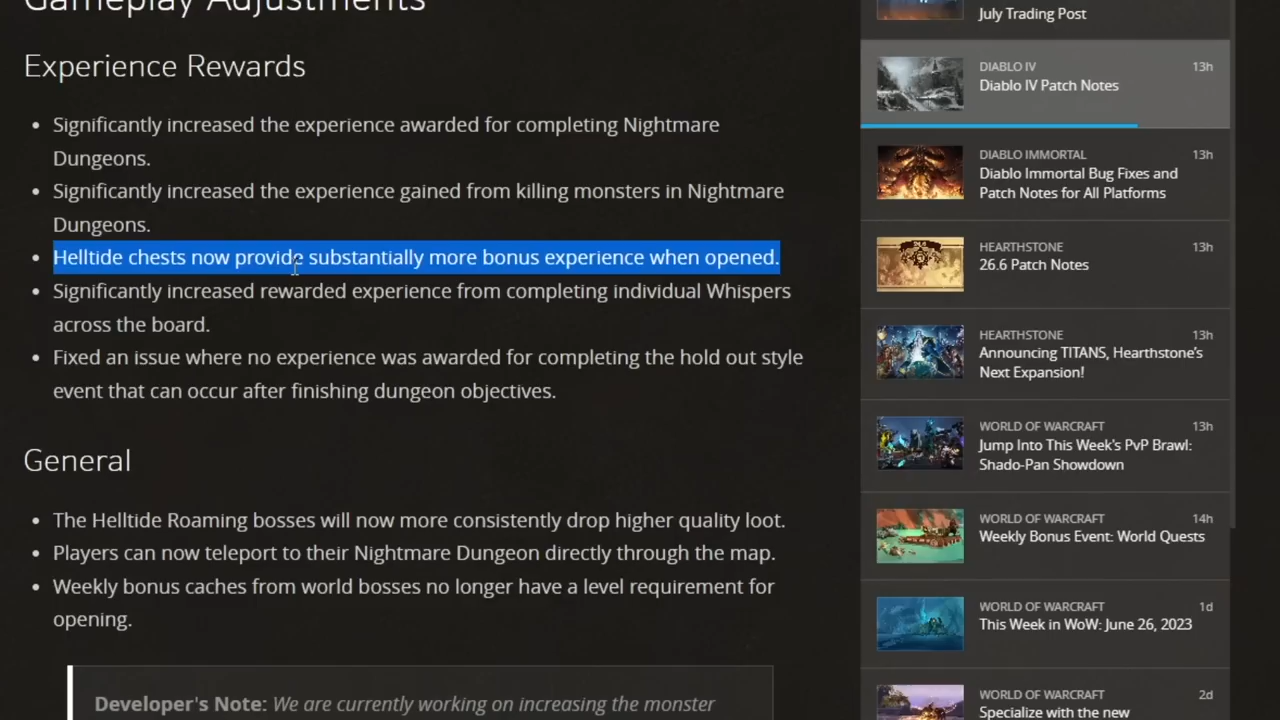 Gameplay Adjustments
Experience Rewards
Significantly increased the experience awarded for completing Nightmare
Dungeons.
Significantly increased the experience gained from killing monsters in Nightmare
Dungeons.
Helltide chests now provide substantially more bonus experience when opened.
Significantly increased rewarded experience from completing individual Whispers
across the board.
Fixed an issue where no experience was awarded for completing the hold out style
event that can occur after finishing dungeon objectives.
General
The Helltide Roaming bosses will now more consistently drop higher quality loot.
Players can now teleport to their Nightmare Dungeon directly through the map.
Weekly bonus caches from world bosses no longer have a level requirement for
opening.
Developer's Note: We are currently working on increasing the monster
July Trading Post
DIABLO IV 13h
Diablo IV Patch Notes
DIABLO IMMORTAL 13h
Diablo Immortal Bug Fixes and
Patch Notes for All Platforms
HEARTHSTONE 13h
26.6 Patch Notes
HEARTHSTONE 13h
Announcing TITANS, Hearthstone's
Next Expansion!
WORLD OF WARCRAFT 13h
Jump Into This Week's PvP Brawl:
Shado-Pan Showdown
WORLD OF WARCRAFT 14h
Weekly Bonus Event: World Quests
WORLD OF WARCRAFT 1d
This Week in WoW: June 26, 2023
WORLD OF WARCRAFT 2d
Specialize with the new